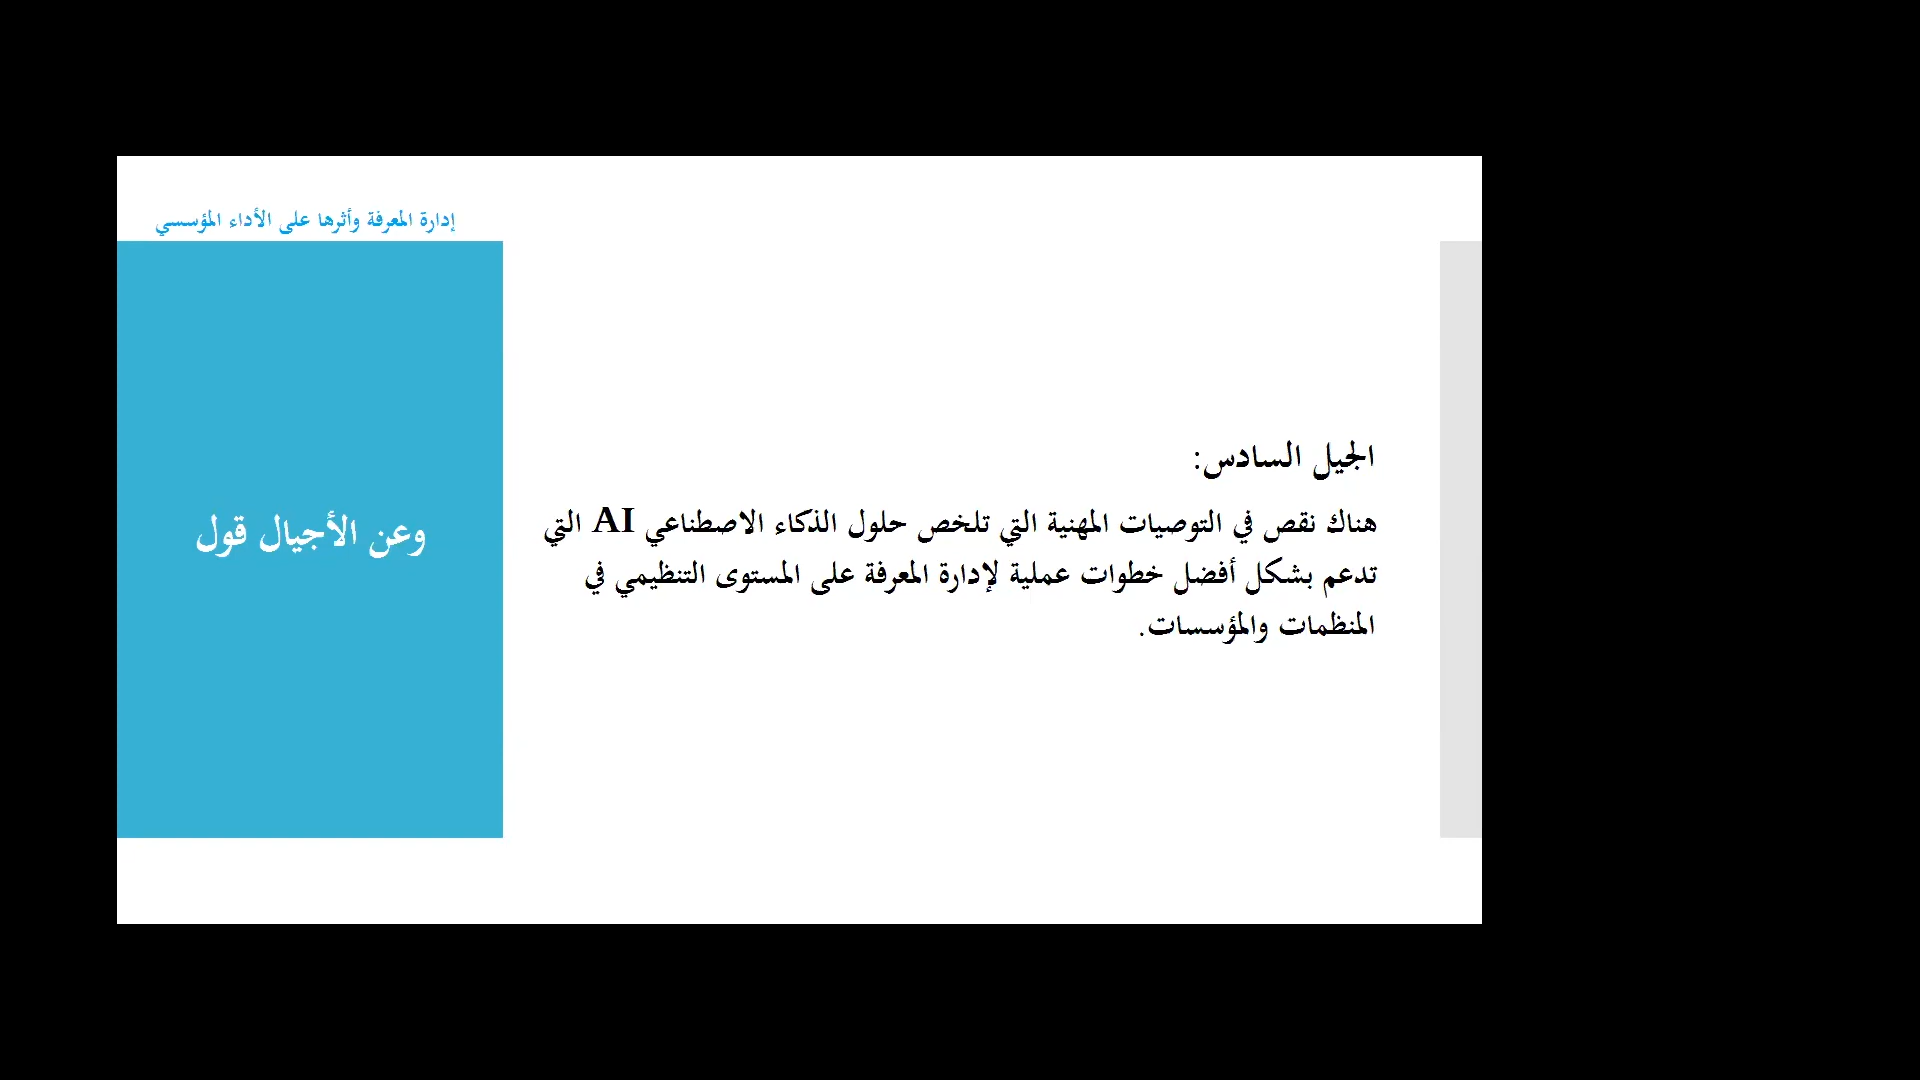 إدارة المعرفة وأثرها على الأداء المؤسسي
وعن الأجيال قول
الجيل السادس:
هناك نقص في التوصيات المهنية التي تلخص حلول الذكاء الاصطناعي AI التي
تدعم بشكل أفضل خطوات عملية لإدارة المعرفة على المستوى التنظيمي في
المنظمات والمؤسسات.